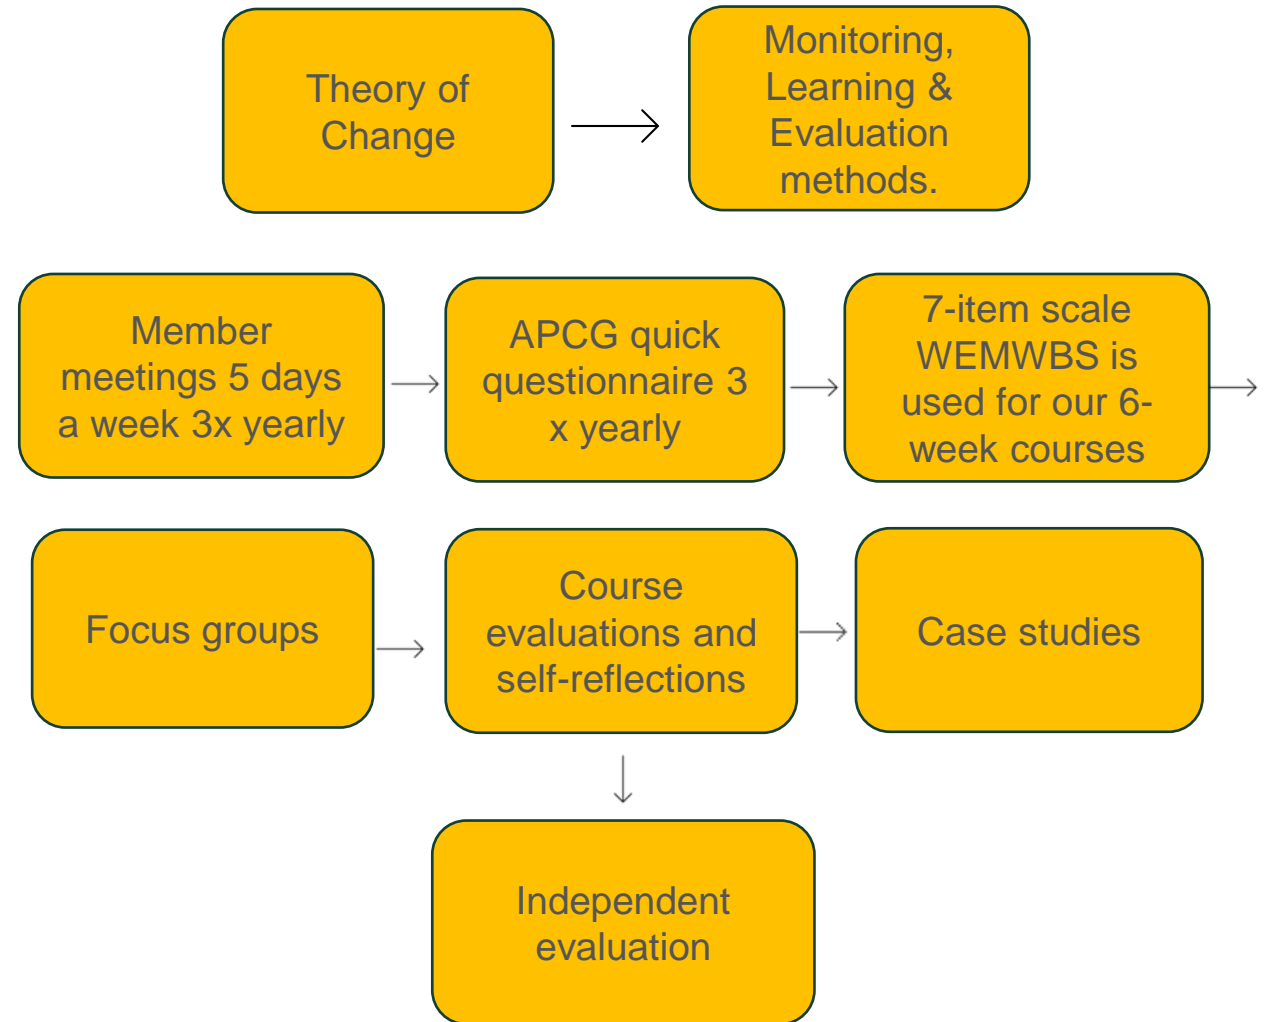 Theory of
Change
Monitoring,
Learning &
Evaluation
methods.
Member
meetings 5 days
a week 3x yearly
APCG quick
questionnaire 3
x yearly
7-item scale
WEMWBS is
used for our 6-
week courses
Focus groups
Course
evaluations and
self-reflections
Case studies
Independent
evaluation